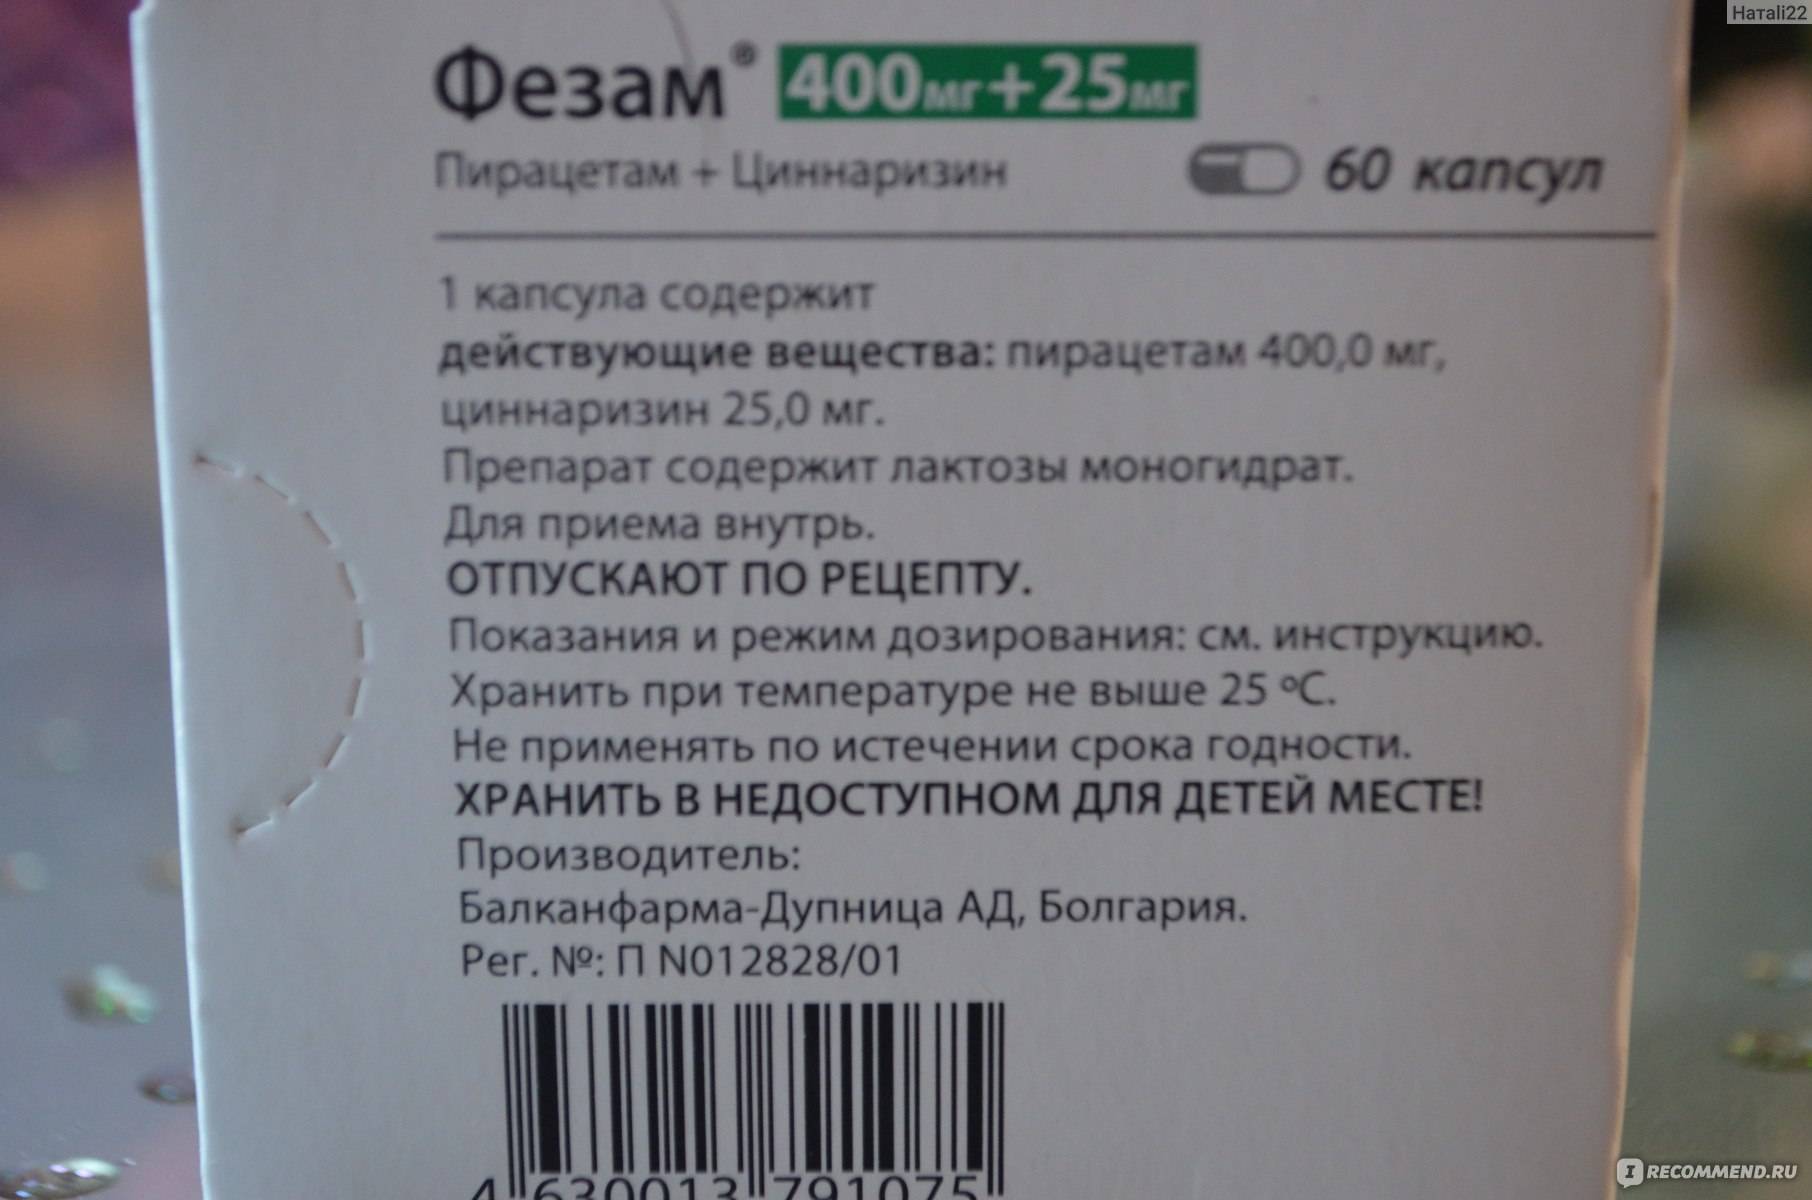 Натali22
Фезам® 400мг+25мг
Пирацетам + Циннаризин
60 капсул
1 капсула содержит
действующие вещества: пирацетам 400,0 мг,
циннаризин 25,0 мг.
Препарат содержит лактозы моногидрат.
Для приема внутрь.
ОТПУСКАЮТ ПО РЕЦЕПТУ.
Показания и режим дозирования: см. инструкцию.
Хранить при температуре не выше 25 ºС.
Не применять по истечении срока годности.
ХРАНИТЬ В НЕДОСТУПНОМ ДЛЯ ДЕТЕЙ МЕСТЕ!
Производитель:
Балканфарма-Дупница АД, Болгария.
Рег. №: П N012828/01
4 630013 791075
IRECOMMEND.RU